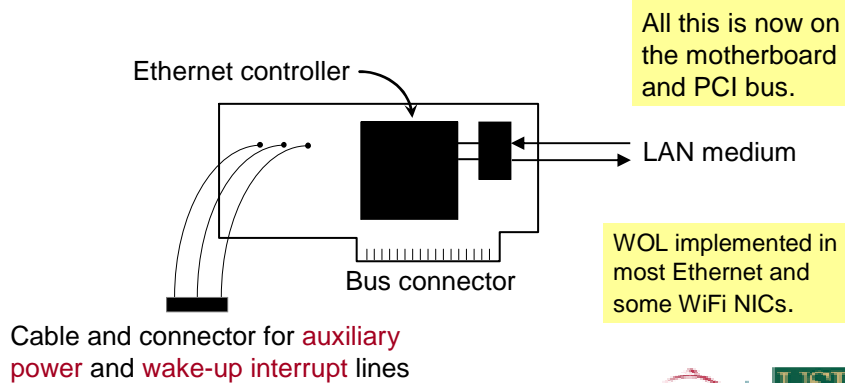 All this is now on
the motherboard
and PCI bus.
Ethernet controller
LAN medium
WOL implemented in
most Ethernet and
some WiFi NICs.
Bus connector
Cable and connector for auxiliary
power and wake-up interrupt lines